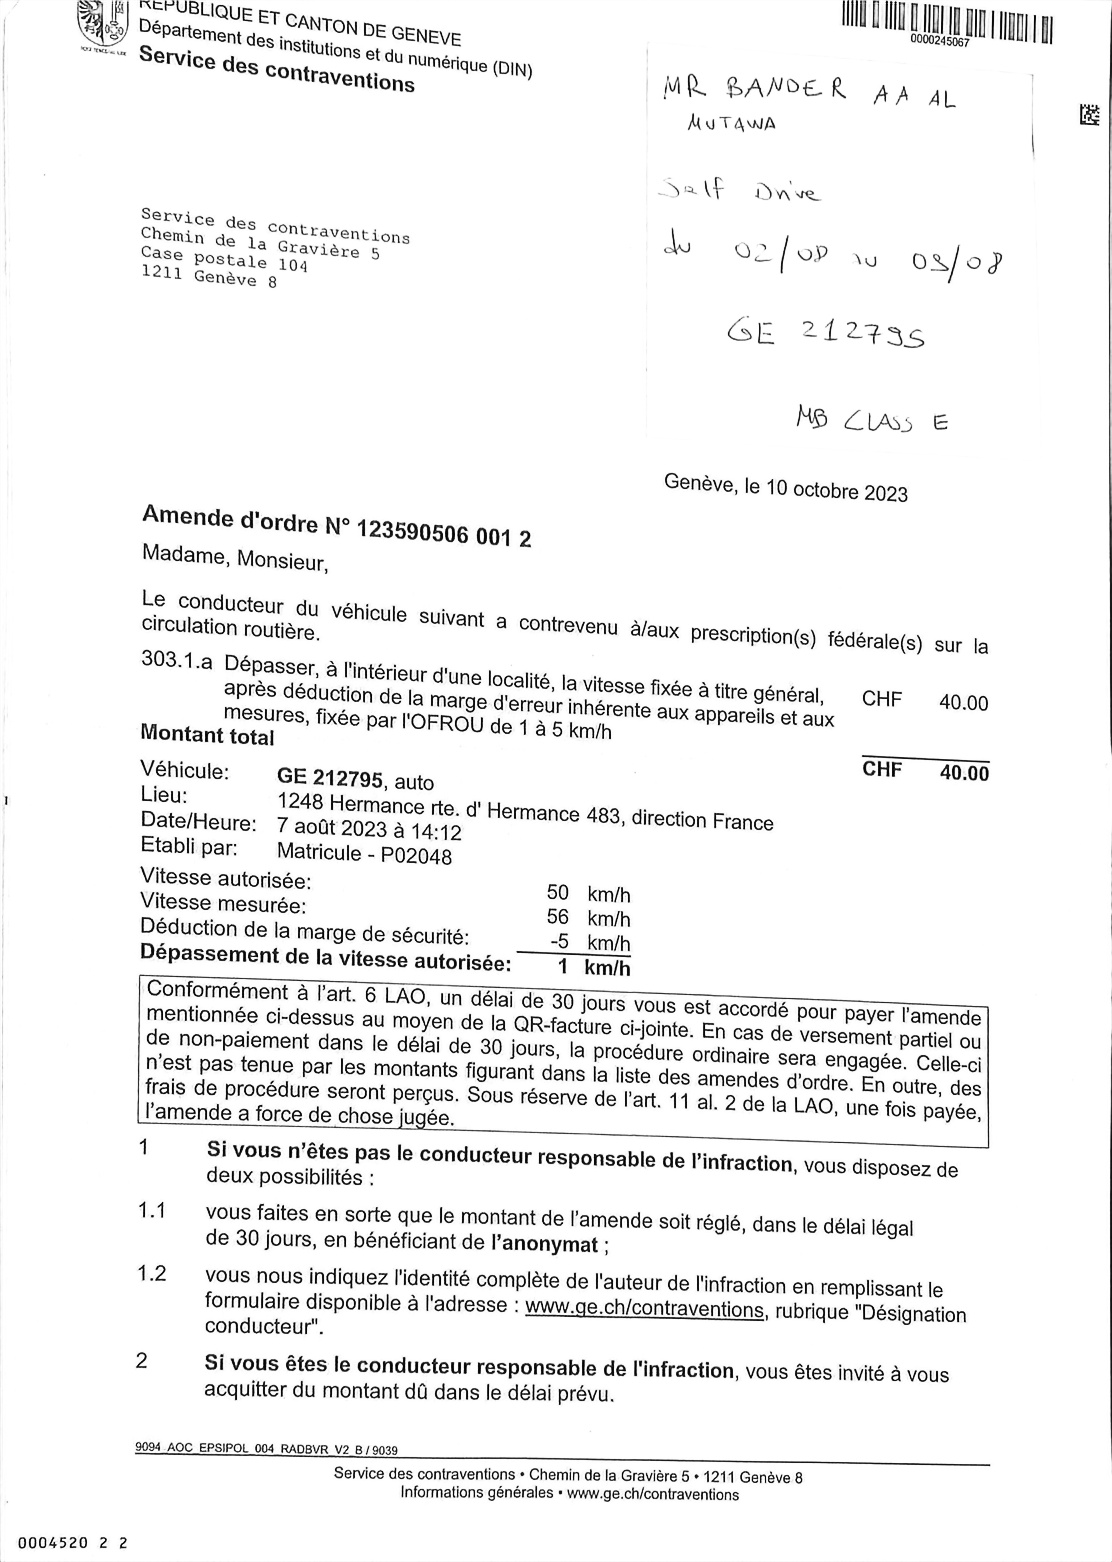 REPUBLIQUE ET CANTON DE GENEVE
Département des institutions et du numérique (DIN)
Service des contraventions
0000245067
MR BANDER AA AL
MUTAWA
Self Drive
du 02/08 au 09/08
GE 212795
MB CLASS E
Service des contraventions
Chemin de la Gravière 5
Case postale 104
1211 Genève 8
Genève, le 10 octobre 2023
Amende d'ordre N° 123590506 001 2
Madame, Monsieur,
Le conducteur du véhicule suivant a contrevenu à/aux prescription(s) fédérale(s) sur la
circulation routière.
303.1.a Dépasser, à l'intérieur d'une localité, la vitesse fixée à titre général, CHF 40.00
après déduction de la marge d'erreur inhérente aux appareils et aux
mesures, fixée par l'OFROU de 1 à 5 km/h
Montant total CHF 40.00
Véhicule: GE 212795, auto
Lieu: 1248 Hermance rte. d' Hermance 483, direction France
Date/Heure: 7 août 2023 à 14:12
Etabli par: Matricule - P02048
Vitesse autorisée: 50 km/h
Vitesse mesurée: 56 km/h
Déduction de la marge de sécurité: -5 km/h
Dépassement de la vitesse autorisée: 1 km/h
Conformément à l'art. 6 LAO, un délai de 30 jours vous est accordé pour payer l'amende
mentionnée ci-dessus au moyen de la QR-facture ci-jointe. En cas de versement partiel ou
de non-paiement dans le délai de 30 jours, la procédure ordinaire sera engagée. Celle-ci
n'est pas tenue par les montants figurant dans la liste des amendes d'ordre. En outre, des
frais de procédure seront perçus. Sous réserve de l'art. 11 al. 2 de la LAO, une fois payée,
l'amende a force de chose jugée.
1 Si vous n'êtes pas le conducteur responsable de l'infraction, vous disposez de
deux possibilités :
1.1 vous faites en sorte que le montant de l'amende soit réglé, dans le délai légal
de 30 jours, en bénéficiant de l'anonymat ;
1.2 vous nous indiquez l'identité complète de l'auteur de l'infraction en remplissant le
formulaire disponible à l'adresse : www.ge.ch/contraventions, rubrique "Désignation
conducteur".
2 Si vous êtes le conducteur responsable de l'infraction, vous êtes invité à vous
acquitter du montant dû dans le délai prévu.
9094 AOC EPSIPOL 004 RADBVR V2 B / 9039
Service des contraventions • Chemin de la Gravière 5 • 1211 Genève 8
Informations générales • www.ge.ch/contraventions
0004520 2 2